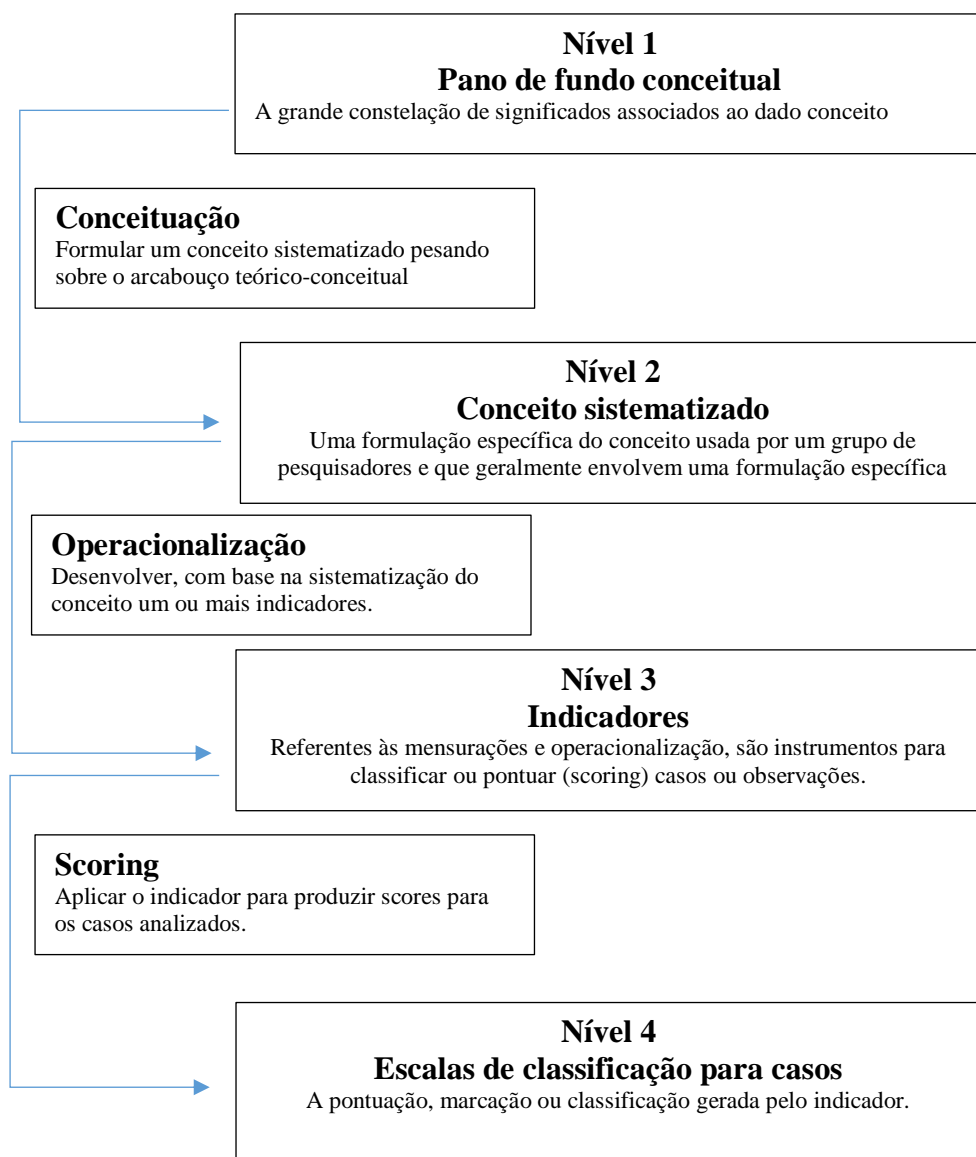 Nível 1
Pano de fundo conceitual
A grande constelação de significados associados ao dado conceito
Conceituação
Formular um conceito sistematizado pesando
sobre o arcabouço teórico-conceitual
Nível 2
Conceito sistematizado
Uma formulação específica do conceito usada por um grupo de
pesquisadores e que geralmente envolvem uma formulação específica
Operacionalização
Desenvolver, com base na sistematização do
conceito um ou mais indicadores.
Nível 3
Indicadores
Referentes às mensurações e operacionalização, são instrumentos para
classificar ou pontuar (scoring) casos ou observações.
Scoring
Aplicar o indicador para produzir scores para
os casos analizados.
Nível 4
Escalas de classificação para casos
A pontuação, marcação ou classificação gerada pelo indicador.